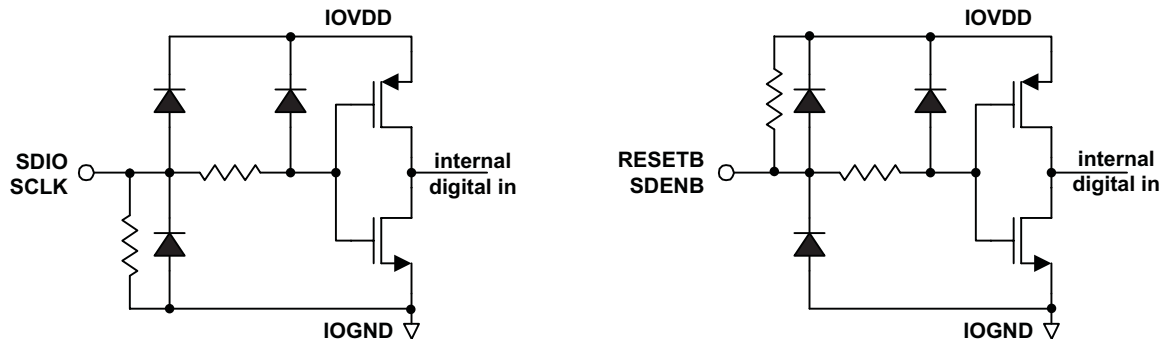 IOVDD
SDIO
SCLK
internal
digital in
IOGND
IOVDD
RESETB
SDENB
internal
digital in
IOGND